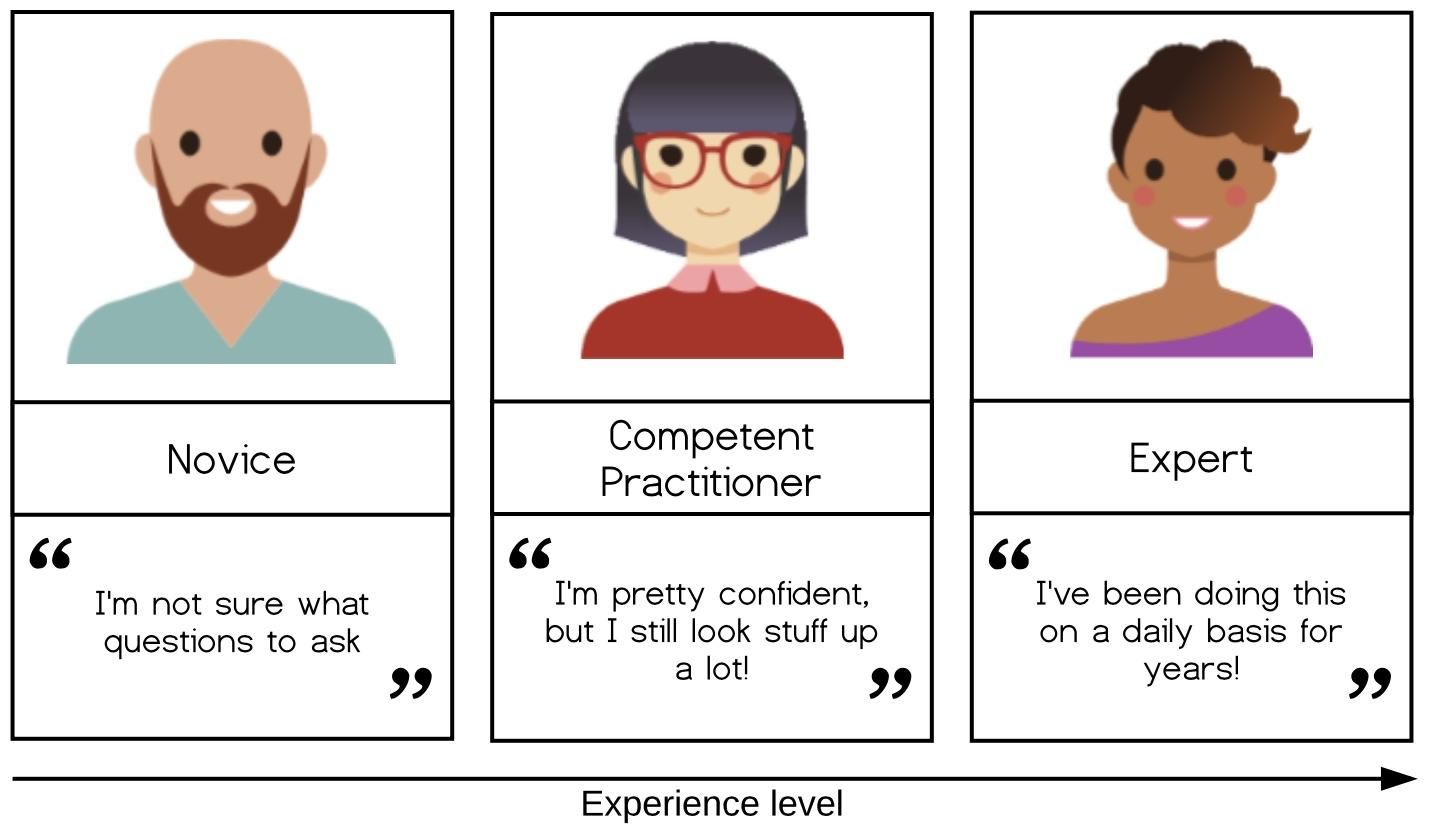 Novice
“
I'm not sure what
questions to ask
”
Competent
Practitioner
“
I'm pretty confident,
but I still look stuff up
a lot!
”
Expert
“
I've been doing this
on a daily basis for
years!
”
Experience level